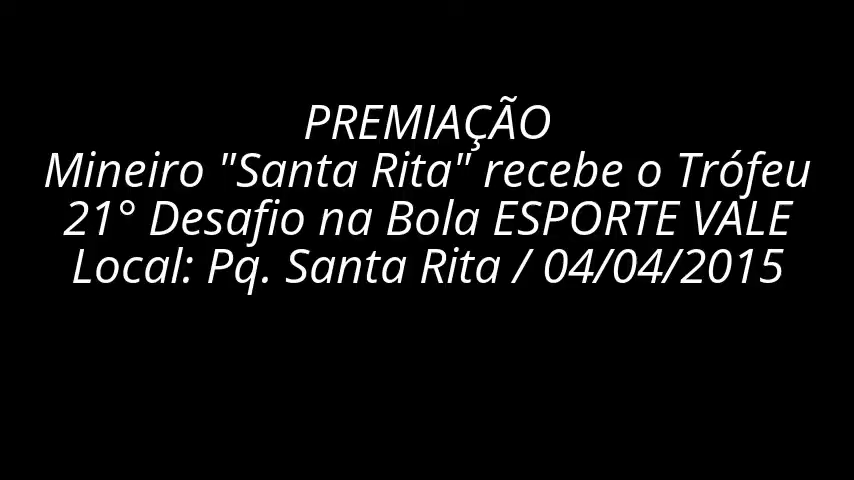 PREMIAÇÃO
Mineiro "Santa Rita" recebe o Trófeu
21° Desafio na Bola ESPORTE VALE
Local: Pq. Santa Rita / 04/04/2015